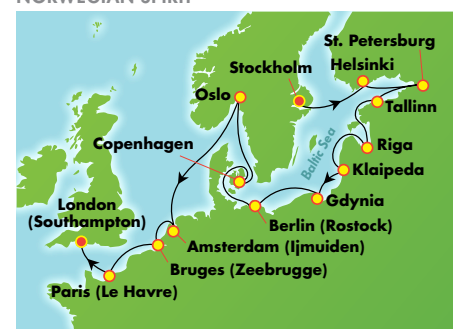 NORWEGIAN SPIRIT
St. Petersburg
Helsinki
Stockholm
Tallinn
Oslo
Copenhagen
Baltic Sea
Riga
Klaipeda
London
(Southampton)
Gdynia
Berlin (Rostock)
Amsterdam (Ijmuiden)
Bruges (Zeebrugge)
Paris (Le Havre)